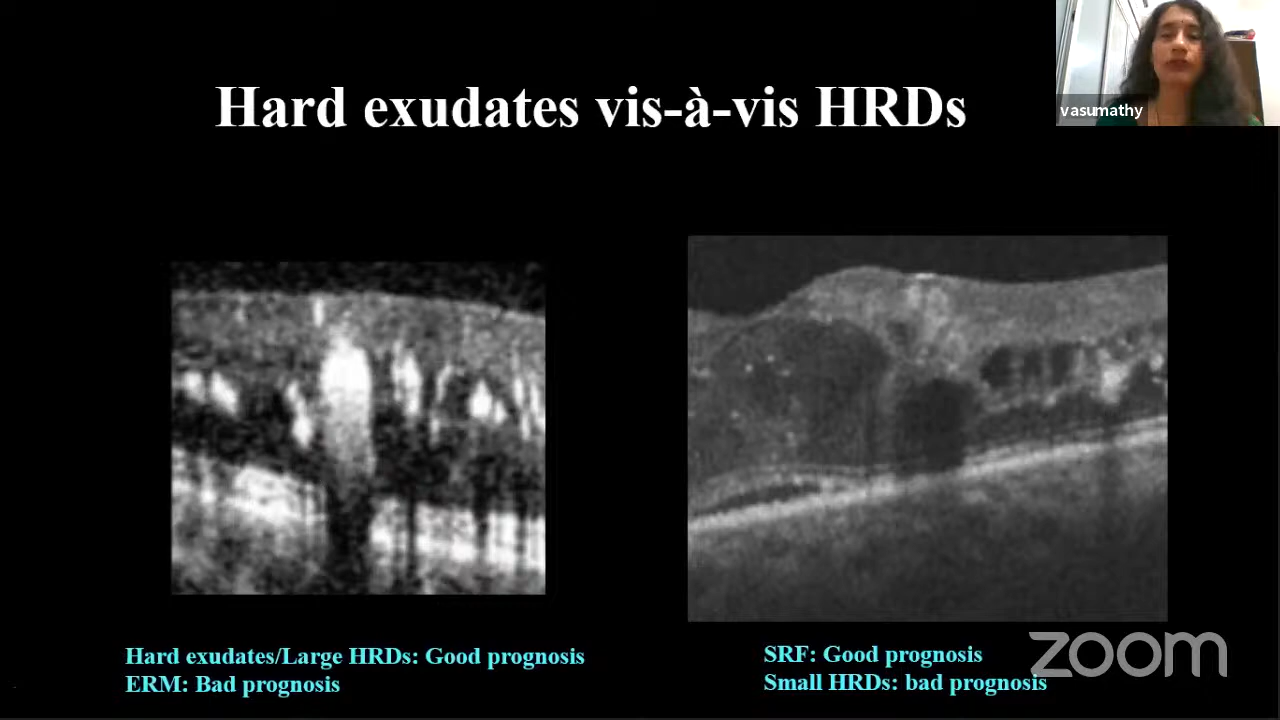 Hard exudates vis-à-vis HRDs
vasumathy
Hard exudates/Large HRDs: Good prognosis
ERM: Bad prognosis
SRF: Good prognosis
Small HRDs: bad prognosis
zoom